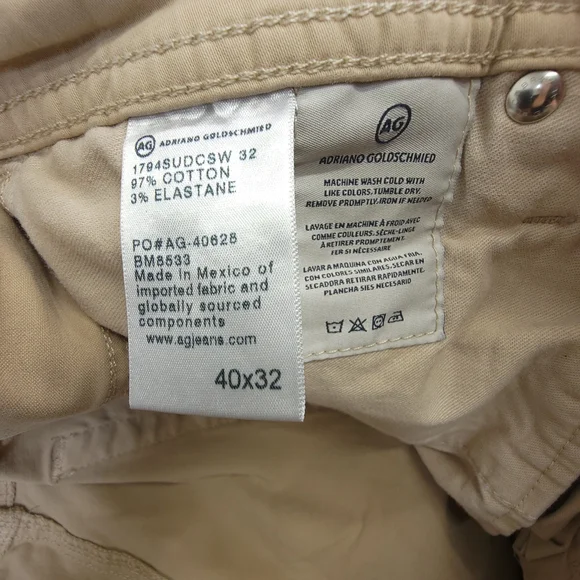 AG ADRIANO GOLDSCHMIED
1794SUDCSW 32
97% COTTON
3% ELASTANE
PO#AG-40628
BM8533
Made in Mexico of
imported fabric and
globally sourced
components
www.agjeans.com
40x32
AG
ADRIANO GOLDSCHMIED
MACHINE WASH COLD WITH
LIKE COLORS. TUMBLE DRY.
REMOVE PROMPTLY-IRON IF NEEDED
LAVAGE EN MACHINE À FROID AVEC
COMME COULEURS. SÈCHE-LINGE
À RETIRER PROMPTEMENT.
FER SI NÉCESSAIRE
LAVAR A MAQUINA CON AGUA FRIA.
CON COLORES SIMILARES. SECAR EN
SECADORA RETIRAR RAPIDAMENTE.
PLANCHA SIES NECESARIO